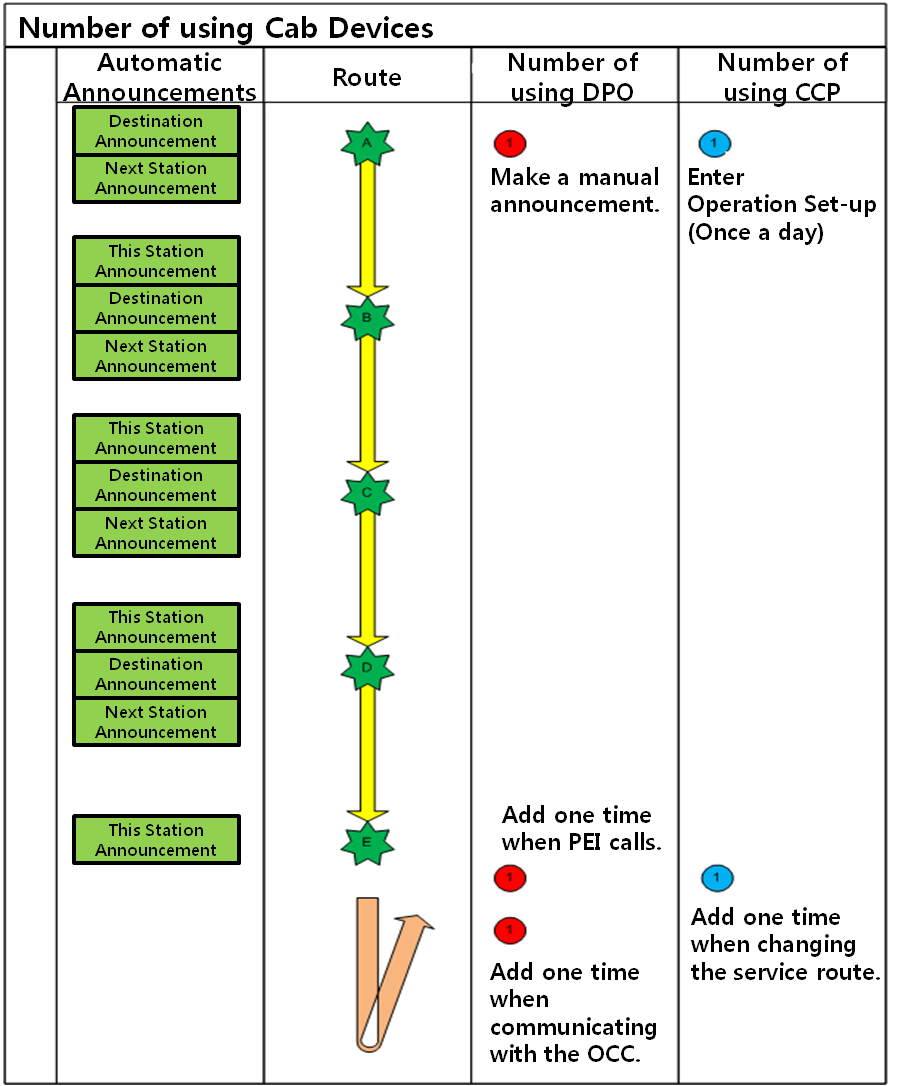 Number of using Cab Devices
Automatic
Announcements
Route
Number of
using DPO
Number of
using CCP
Destination
Announcement
Next Station
Announcement
A
1
Make a manual
announcement.
1
Enter
Operation Set-up
(Once a day)
This Station
Announcement
Destination
Announcement
Next Station
Announcement
B
This Station
Announcement
Destination
Announcement
Next Station
Announcement
C
This Station
Announcement
Destination
Announcement
Next Station
Announcement
D
This Station
Announcement
E
Add one time
when PEI calls.
1
1
Add one time
when
communicating
with the OCC.
1
Add one time
when changing
the service route.